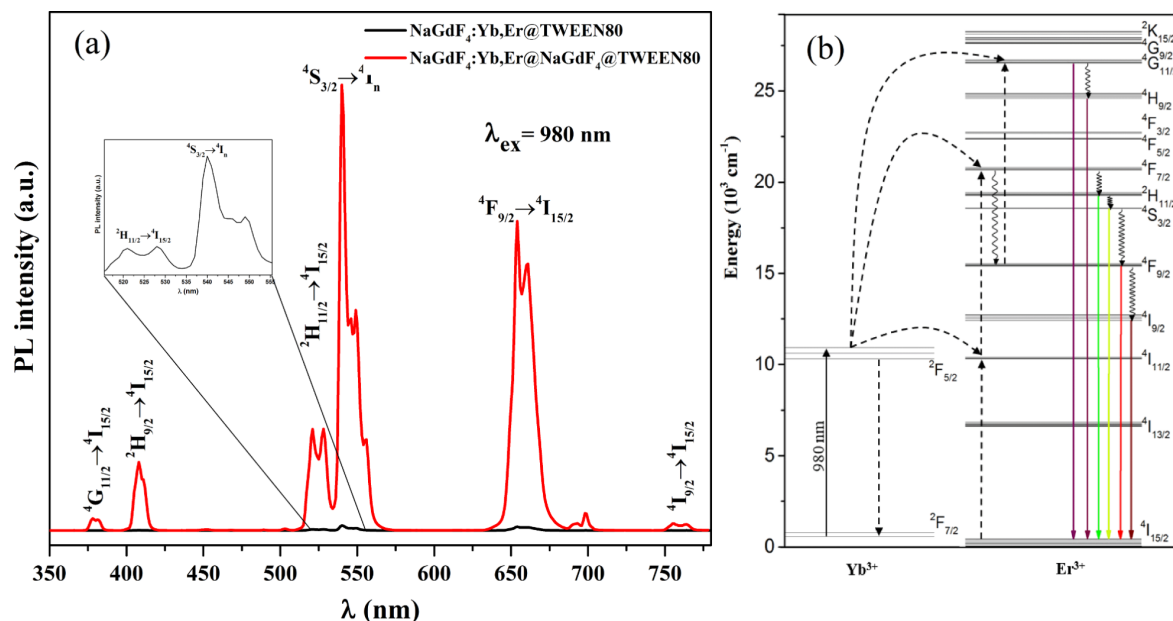 (a)
NaGdF₄:Yb,Er@TWEEN80
NaGdF₄:Yb,Er@NaGdF₄@TWEEN80
⁴S₃/₂→⁴Iₙ
λₑₓ = 980 nm
⁴F₉/₂→⁴I₁₅/₂
²H₁₁/₂→⁴I₁₅/₂
²H₉/₂→⁴I₁₅/₂
⁴G₁₁/₂→⁴I₁₅/₂
⁴I₉/₂→⁴I₁₅/₂
PL intensity (a.u.)
350 400 450 500 550 600 650 700 750
λ (nm)
PL intensity (a.u.)
⁴S₃/₂→⁴Iₙ
²H₁₁/₂→⁴I₁₅/₂
520 525 530 535 540 545 550 555
λ (nm)
(b)
Energy (10³ cm⁻¹)
25
20
15
10
5
0
²K₁₅/₂
⁴G₉/₂
⁴G₁₁/₂
⁴H₉/₂
⁴F₃/₂
⁴F₅/₂
⁴F₇/₂
²H₁₁/₂
⁴S₃/₂
⁴F₉/₂
⁴I₉/₂
⁴I₁₁/₂
⁴I₁₃/₂
⁴I₁₅/₂
²F₅/₂
980 nm
²F₇/₂
Yb³⁺
Er³⁺